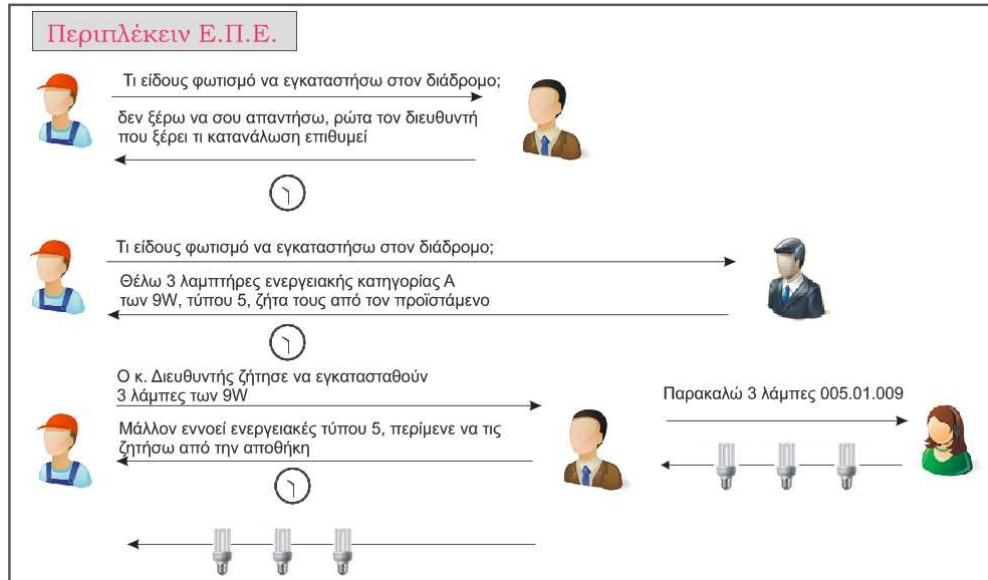 Περιπλέκειν Ε.Π.Ε.
Τι είδους φωτισμό να εγκαταστήσω στον διάδρομο;
δεν ξέρω να σου απαντήσω, ρώτα τον διευθυντή
που ξέρει τι κατανάλωση επιθυμεί
Τι είδους φωτισμό να εγκαταστήσω στον διάδρομο;
Θέλω 3 λαμπτήρες ενεργειακής κατηγορίας Α
των 9W, τύπου 5, ζήτα τους από τον προϊστάμενο
Ο κ. Διευθυντής ζήτησε να εγκατασταθούν
3 λάμπες των 9W
Μάλλον εννοεί ενεργειακές τύπου 5, περίμενε να τις
ζητήσω από την αποθήκη
Παρακαλώ 3 λάμπες 005.01.009